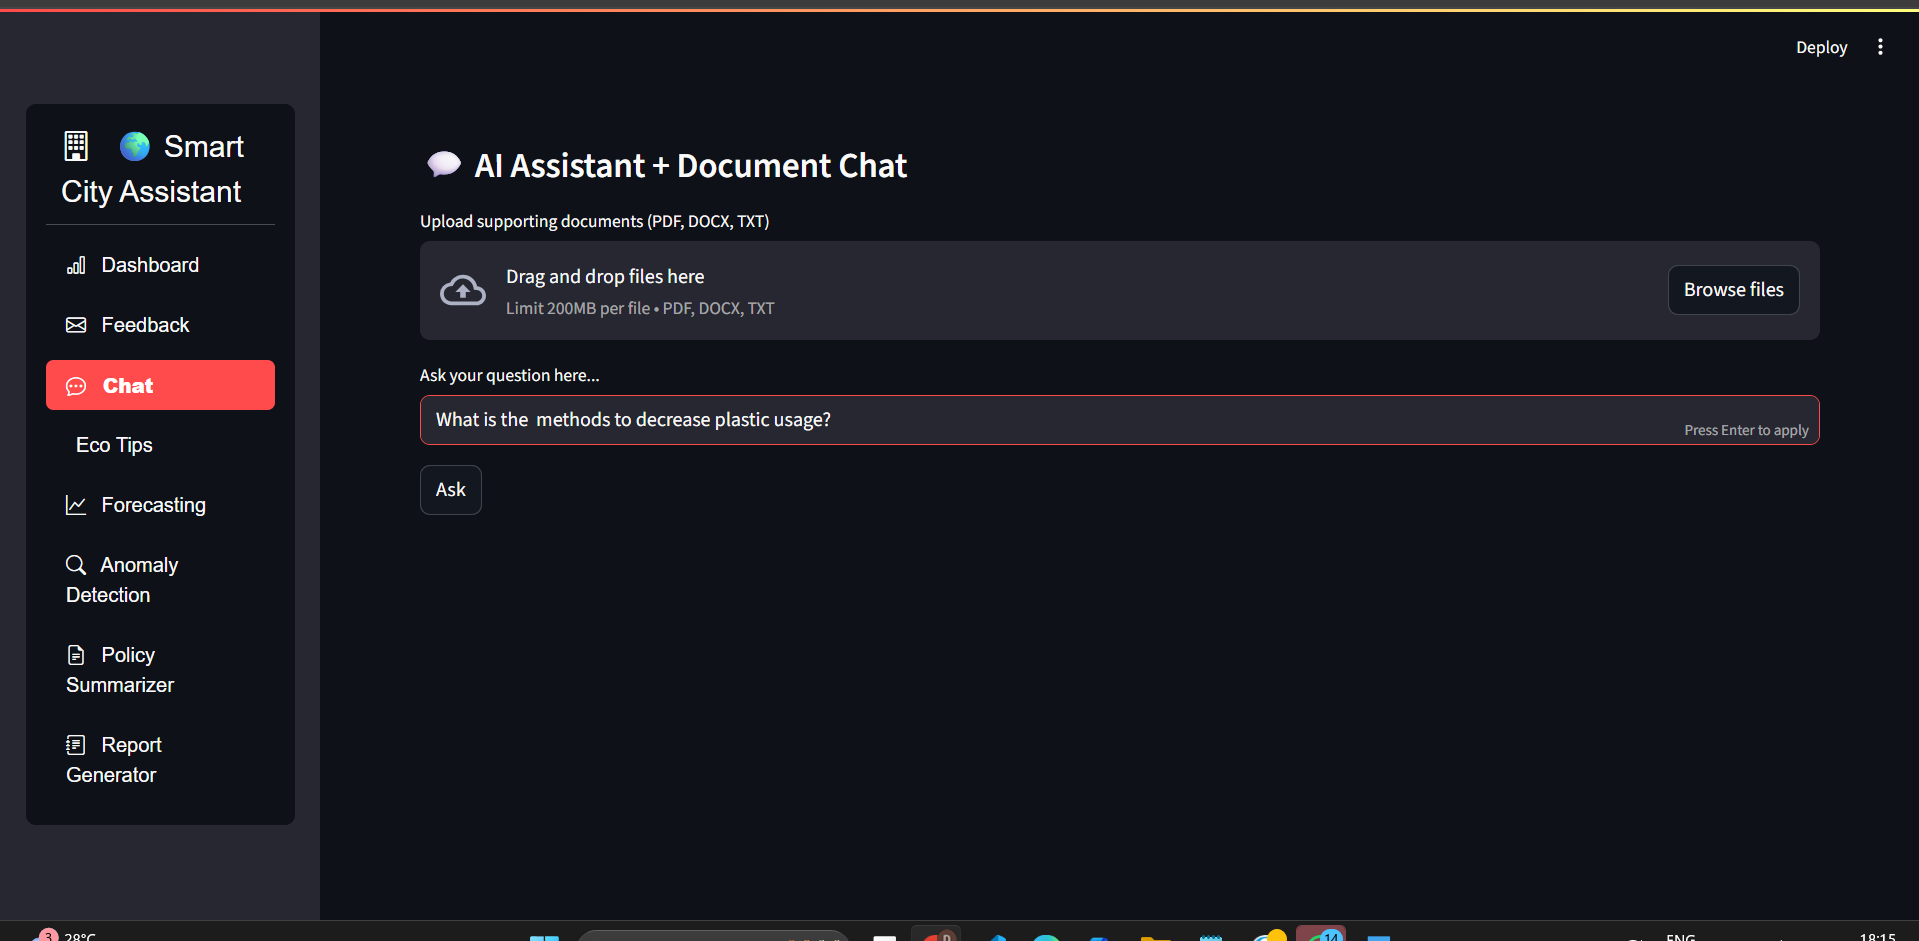 Deploy
Smart
City Assistant
Dashboard
Feedback
Chat
Eco Tips
Forecasting
Anomaly
Detection
Policy
Summarizer
Report
Generator
AI Assistant + Document Chat
Upload supporting documents (PDF, DOCX, TXT)
Drag and drop files here
Limit 200MB per file • PDF, DOCX, TXT
Browse files
Ask your question here...
What is the  methods to decrease plastic usage?
Press Enter to apply
Ask
3
28°C
14
ENG
18:15